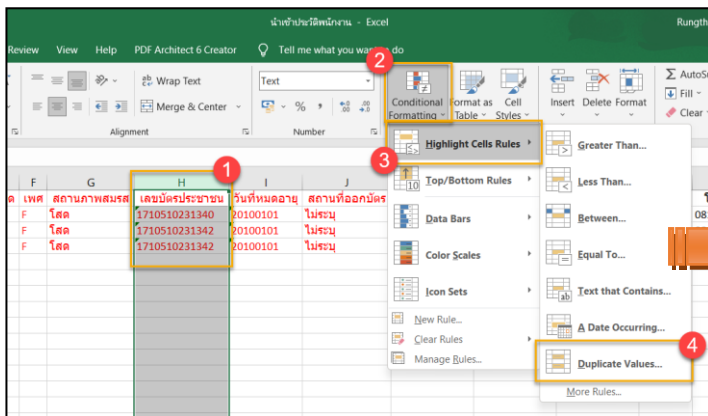 นำเข้าประวัติพนักงาน - Excel
Rungth
Review View Help PDF Architect 6 Creator Tell me what you want to do
2
Wrap Text
Text
Merge & Center
% ,
Conditional Formatting
Format as Table
Cell Styles
Insert Delete Format
AutoSu
Fill
Clear
Alignment
Number
3
Highlight Cells Rules
Top/Bottom Rules
Data Bars
Color Scales
Icon Sets
New Rule...
Clear Rules
Manage Rules...
Greater Than...
Less Than...
Between...
Equal To...
Text that Contains...
A Date Occurring...
4
Duplicate Values...
More Rules...
1
F G H I J
ด เพศ สถานภาพสมรส เลขบัตรประชาชน วันที่หมดอายุ สถานที่ออกบัตร
F โสด 1710510231340 20100101 ไม่ระบุ
F โสด 1710510231342 20100101 ไม่ระบุ
F โสด 1710510231342 20100101 ไม่ระบุ
08